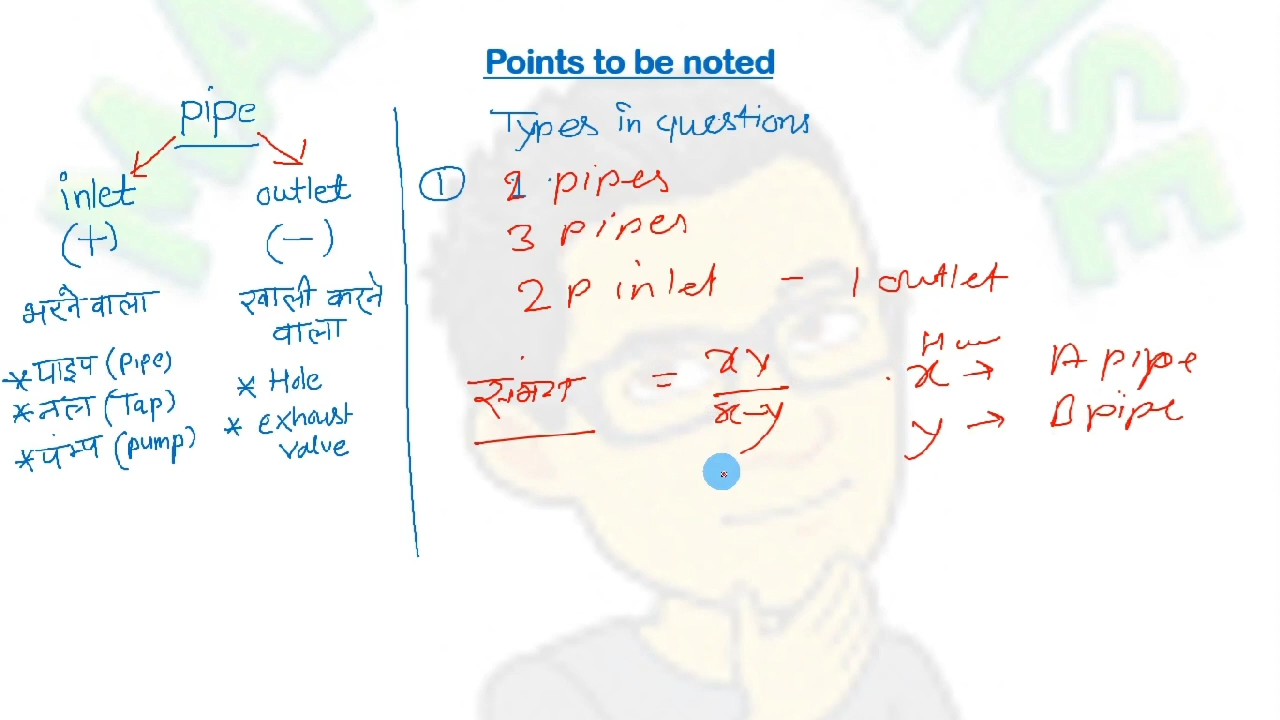 Points to be noted
pipe
inlet
(+)
भरने वाला
* पाइप (pipe)
* नल (Tap)
* पंम्प (pump)
outlet
(-)
खाली करने
वाला
* Hole
* exhaust
valve
Types in questions
① 2 pipes
3 pipes
2 p inlet - 1 outlet
समय = xy / x-y
x → A pipe
y → B pipe